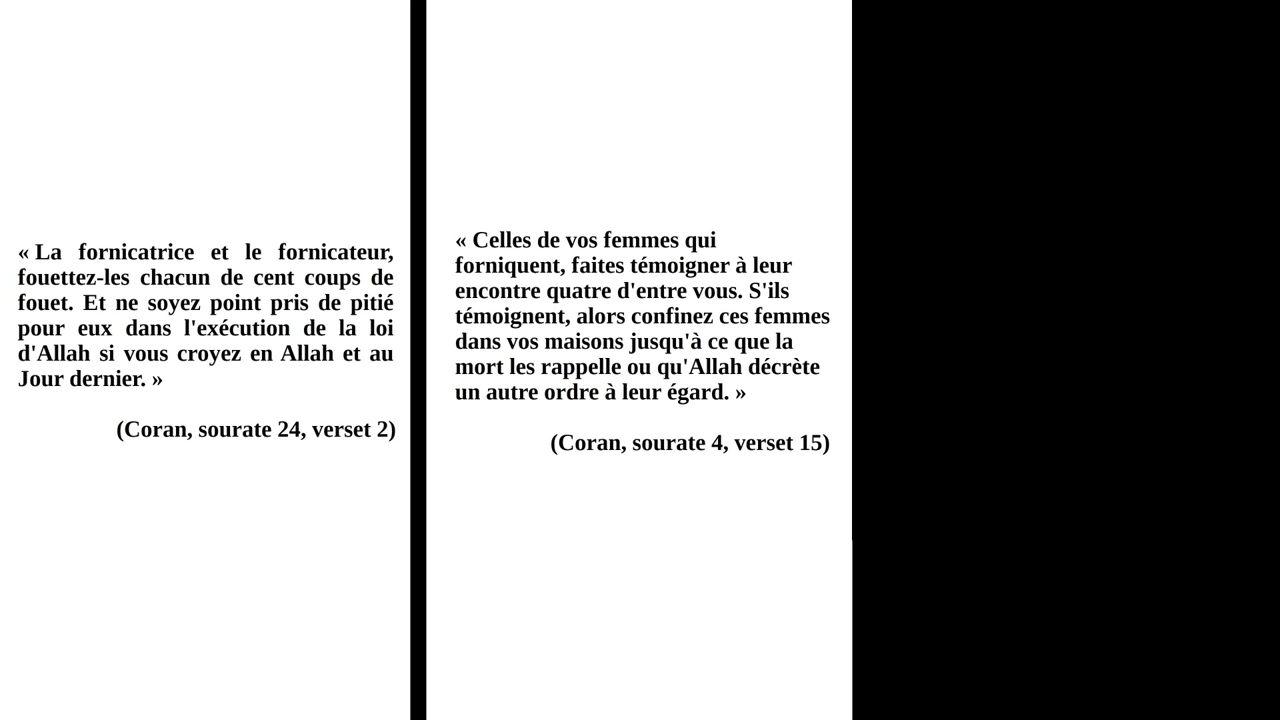 « La fornicatrice et le fornicateur,
fouettez-les chacun de cent coups de
fouet. Et ne soyez point pris de pitié
pour eux dans l'exécution de la loi
d'Allah si vous croyez en Allah et au
Jour dernier. »
(Coran, sourate 24, verset 2)
« Celles de vos femmes qui
forniquent, faites témoigner à leur
encontre quatre d'entre vous. S'ils
témoignent, alors confinez ces femmes
dans vos maisons jusqu'à ce que la
mort les rappelle ou qu'Allah décrète
un autre ordre à leur égard. »
(Coran, sourate 4, verset 15)